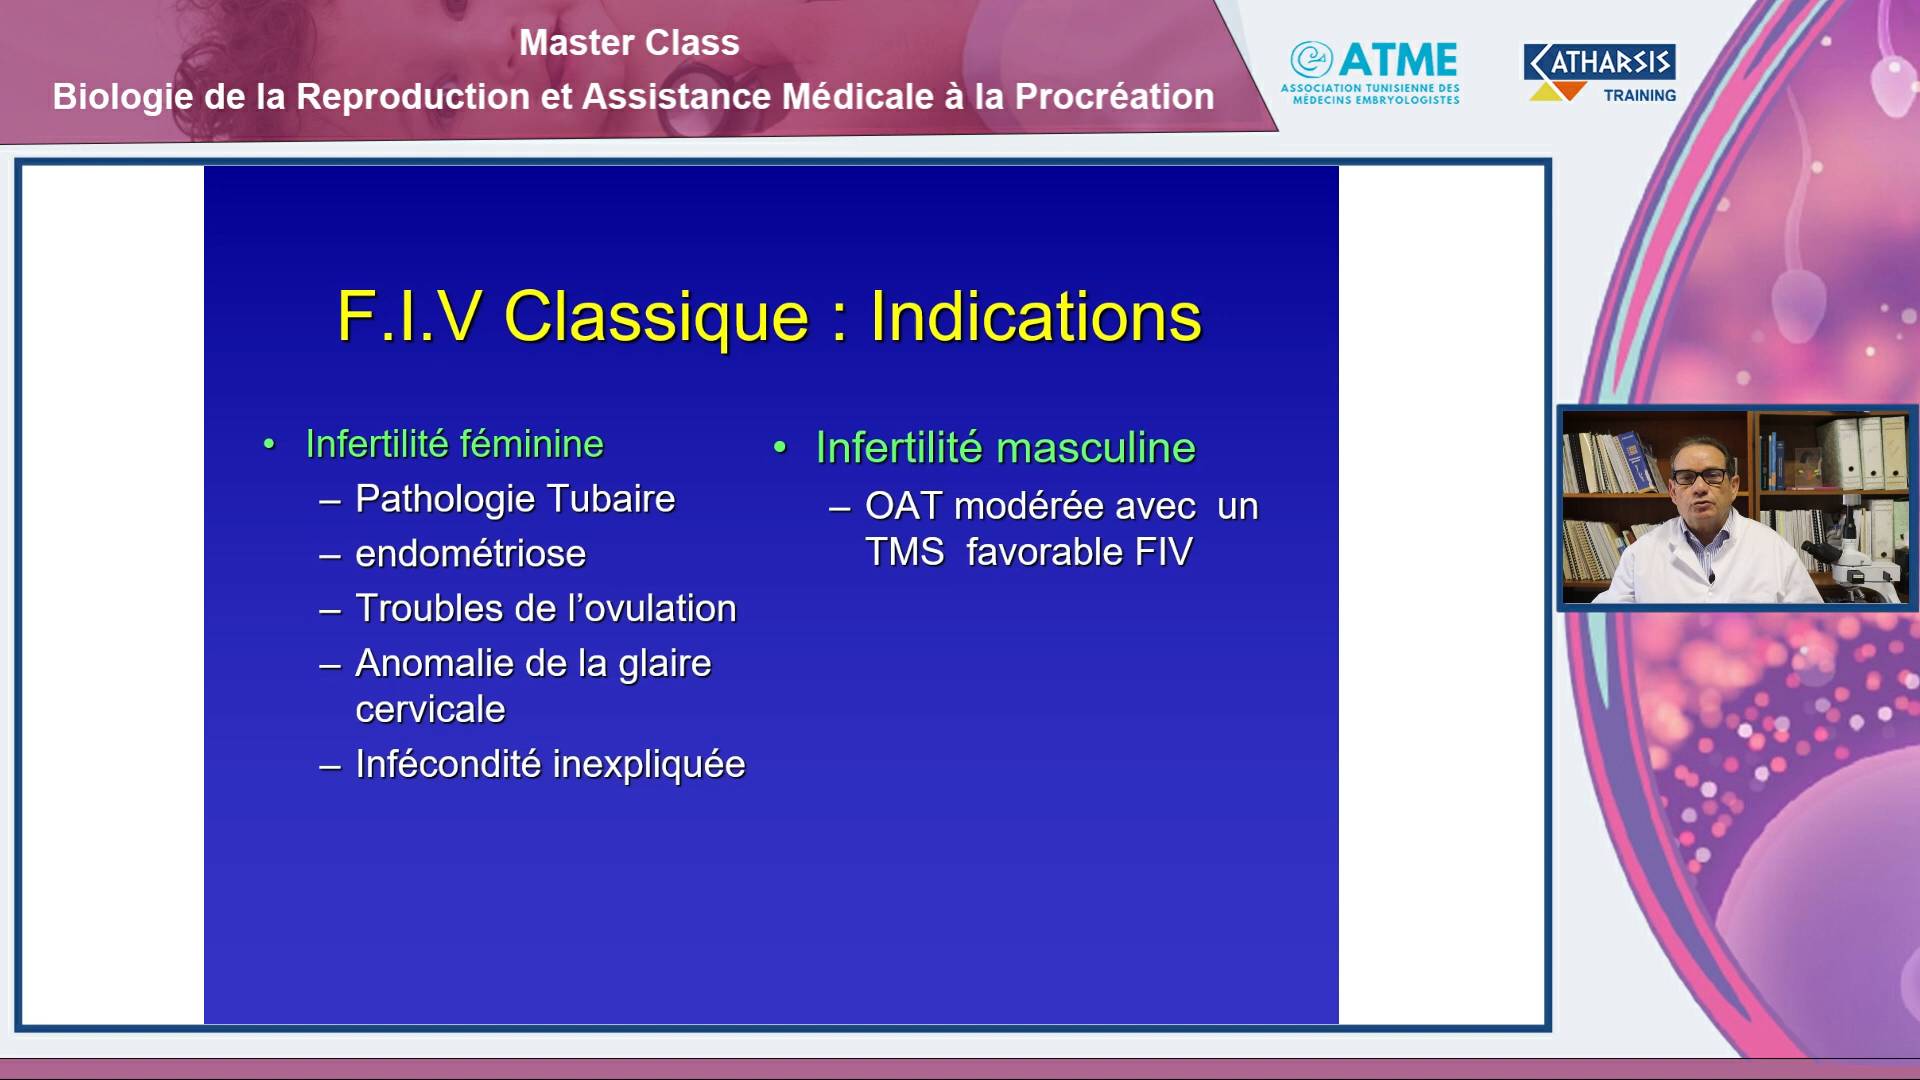 Master Class
Biologie de la Reproduction et Assistance Médicale à la Procréation
ATME
ASSOCIATION TUNISIENNE DES
MÉDECINS EMBRYOLOGISTES
KATHARSIS
TRAINING
F.I.V Classique : Indications
• Infertilité féminine
– Pathologie Tubaire
– endométriose
– Troubles de l’ovulation
– Anomalie de la glaire
cervicale
– Infécondité inexpliquée
• Infertilité masculine
– OAT modérée avec un
TMS favorable FIV